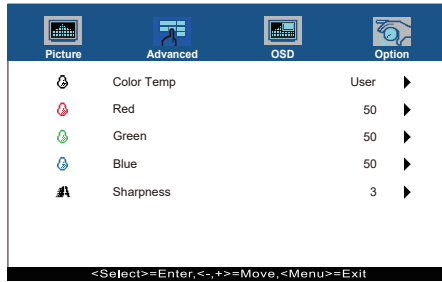 Picture Advanced OSD Option
Color Temp User
Red 50
Green 50
Blue 50
Sharpness 3
<Select>=Enter,<-,+>=Move,<Menu>=Exit